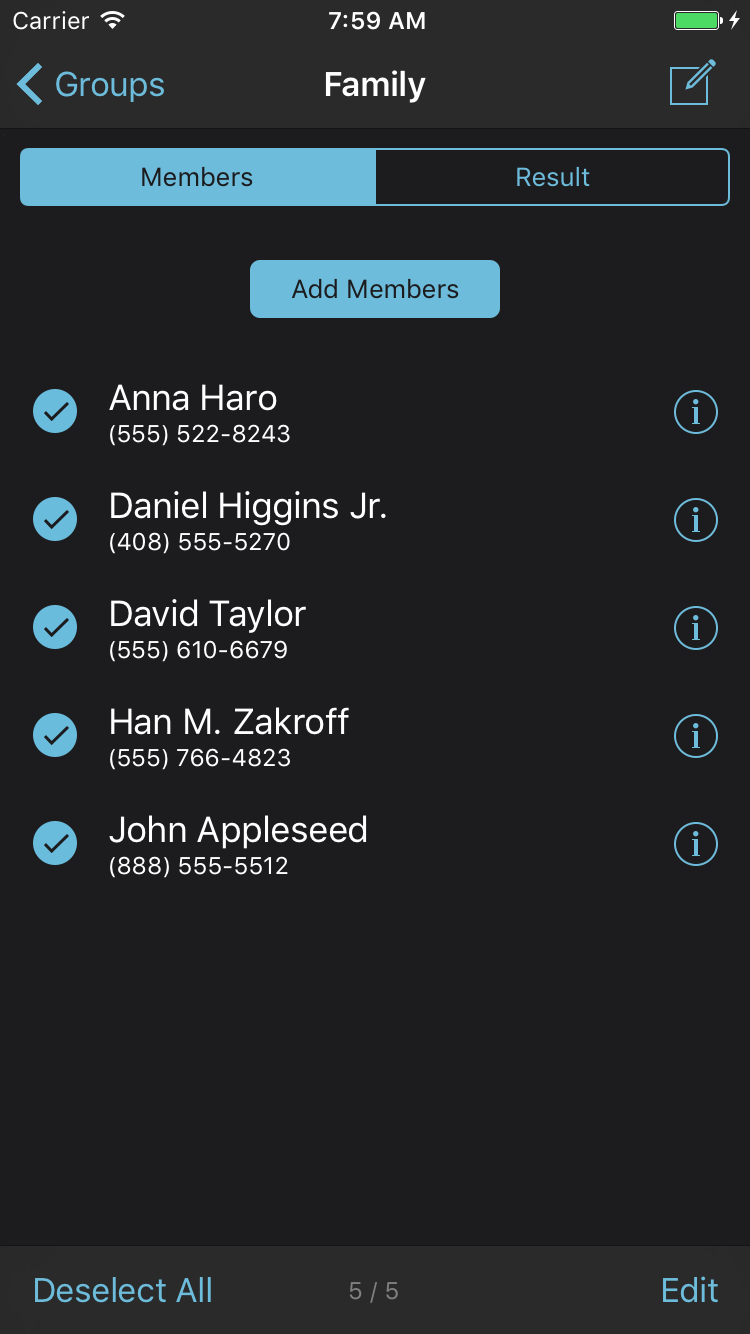 Carrier 7:59 AM
Groups Family
Members Result
Add Members
Anna Haro
(555) 522-8243
Daniel Higgins Jr.
(408) 555-5270
David Taylor
(555) 610-6679
Han M. Zakroff
(555) 766-4823
John Appleseed
(888) 555-5512
Deselect All 5 / 5 Edit